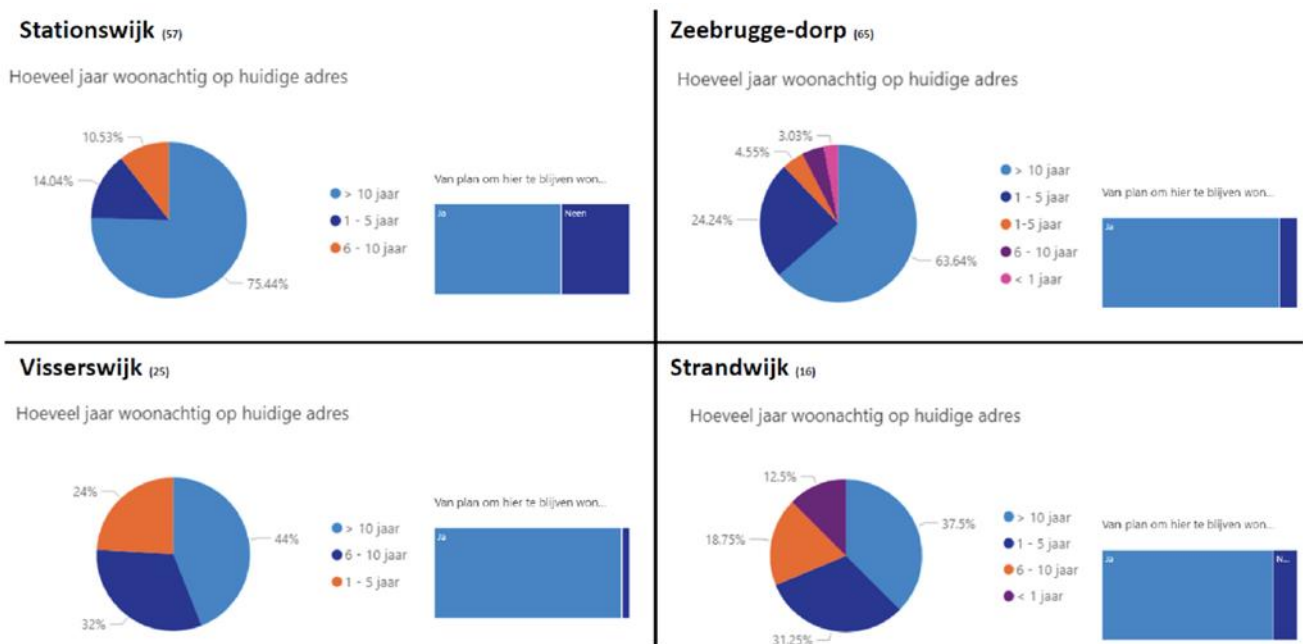 Stationswijk (57)
Hoeveel jaar woonachtig op huidige adres
10.53%
14.04%
75.44%
> 10 jaar
1 - 5 jaar
6 - 10 jaar
Van plan om hier te blijven won...
Ja
Neen
Zeebrugge-dorp (65)
Hoeveel jaar woonachtig op huidige adres
3.03%
4.55%
24.24%
63.64%
> 10 jaar
1 - 5 jaar
1-5 jaar
6 - 10 jaar
< 1 jaar
Van plan om hier te blijven won...
Ja
Visserswijk (25)
Hoeveel jaar woonachtig op huidige adres
24%
44%
32%
> 10 jaar
6 - 10 jaar
1 - 5 jaar
Van plan om hier te blijven won...
Ja
Strandwijk (16)
Hoeveel jaar woonachtig op huidige adres
12.5%
37.5%
18.75%
31.25%
> 10 jaar
1 - 5 jaar
6 - 10 jaar
< 1 jaar
Van plan om hier te blijven won...
Ja
N...